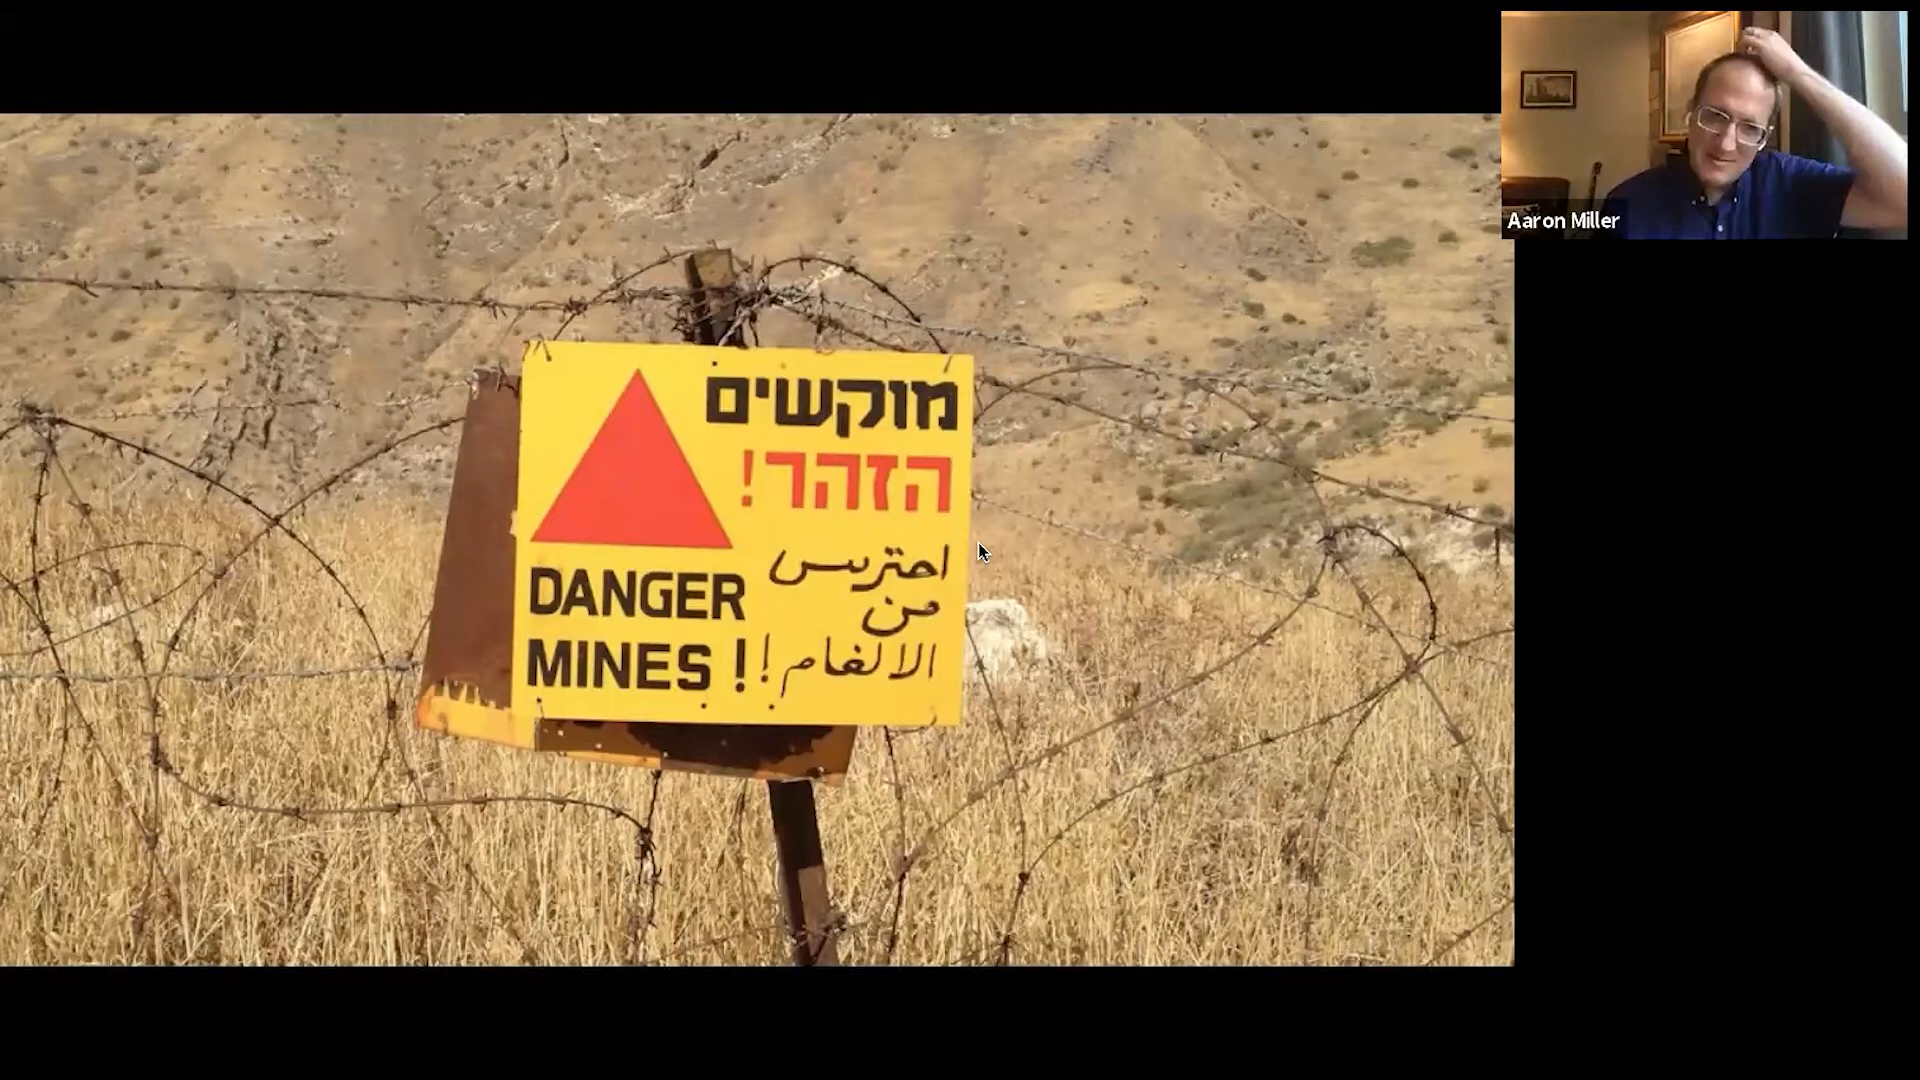 מוקשים
הזהר!
DANGER
MINES !
احترس
من
الالغام !
Aaron Miller